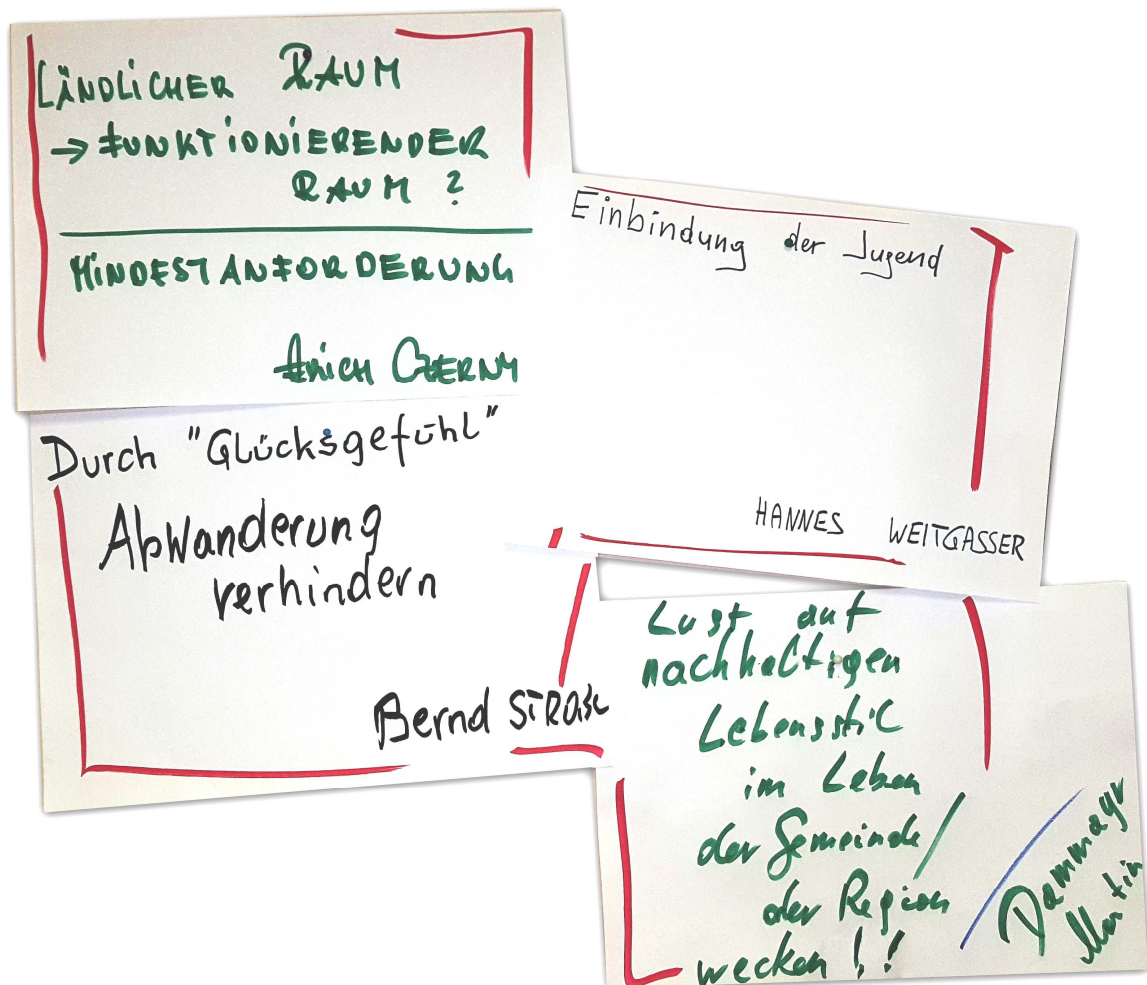 LÄNDLICHER RAUM
→ FUNKTIONIERENDER
RAUM ?
MINDESTANFORDERUNG
Erich CZERNY
Einbindung der Jugend
HANNES WEITGASSER
Durch "Glücksgefühl"
Abwanderung
verhindern
Bernd
Lust auf
nachhaltigen
Lebensstil
im Leben
der Gemeinde/
der Region
wecken !!
Dammayr
Martin